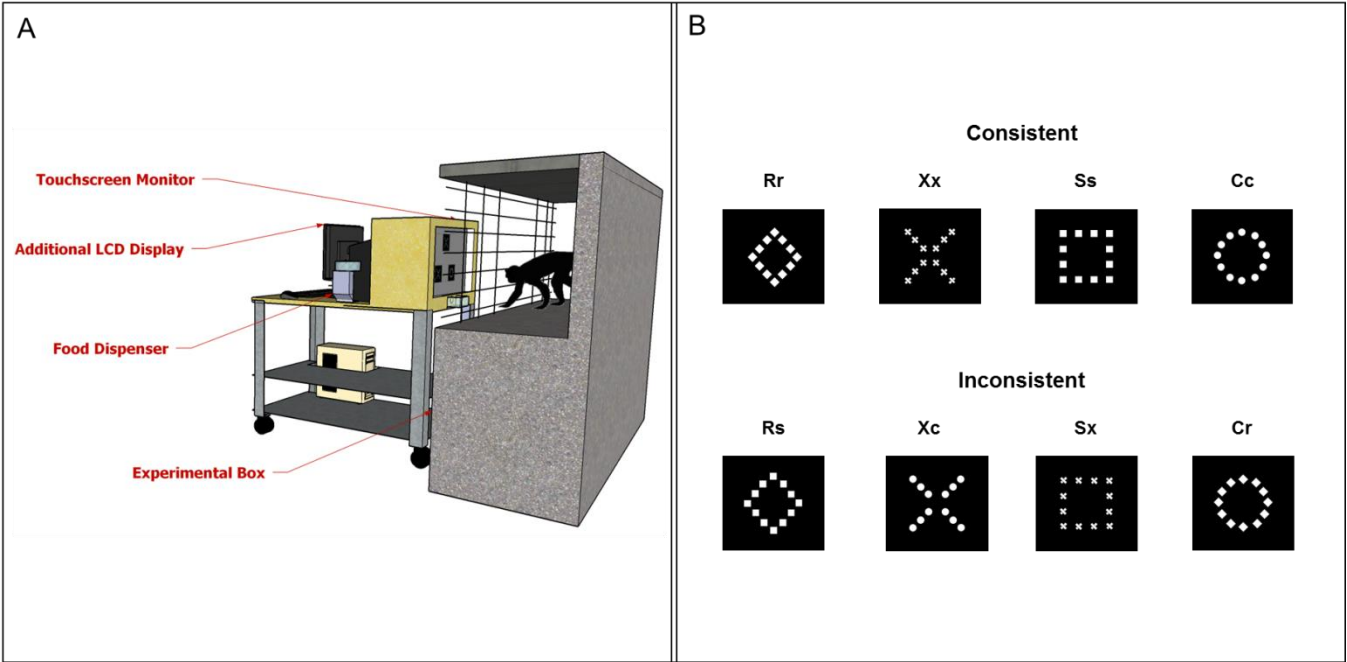 A
Touchscreen Monitor
Additional LCD Display
Food Dispenser
Experimental Box
B
Consistent
Rr Xx Ss Cc
Inconsistent
Rs Xc Sx Cr